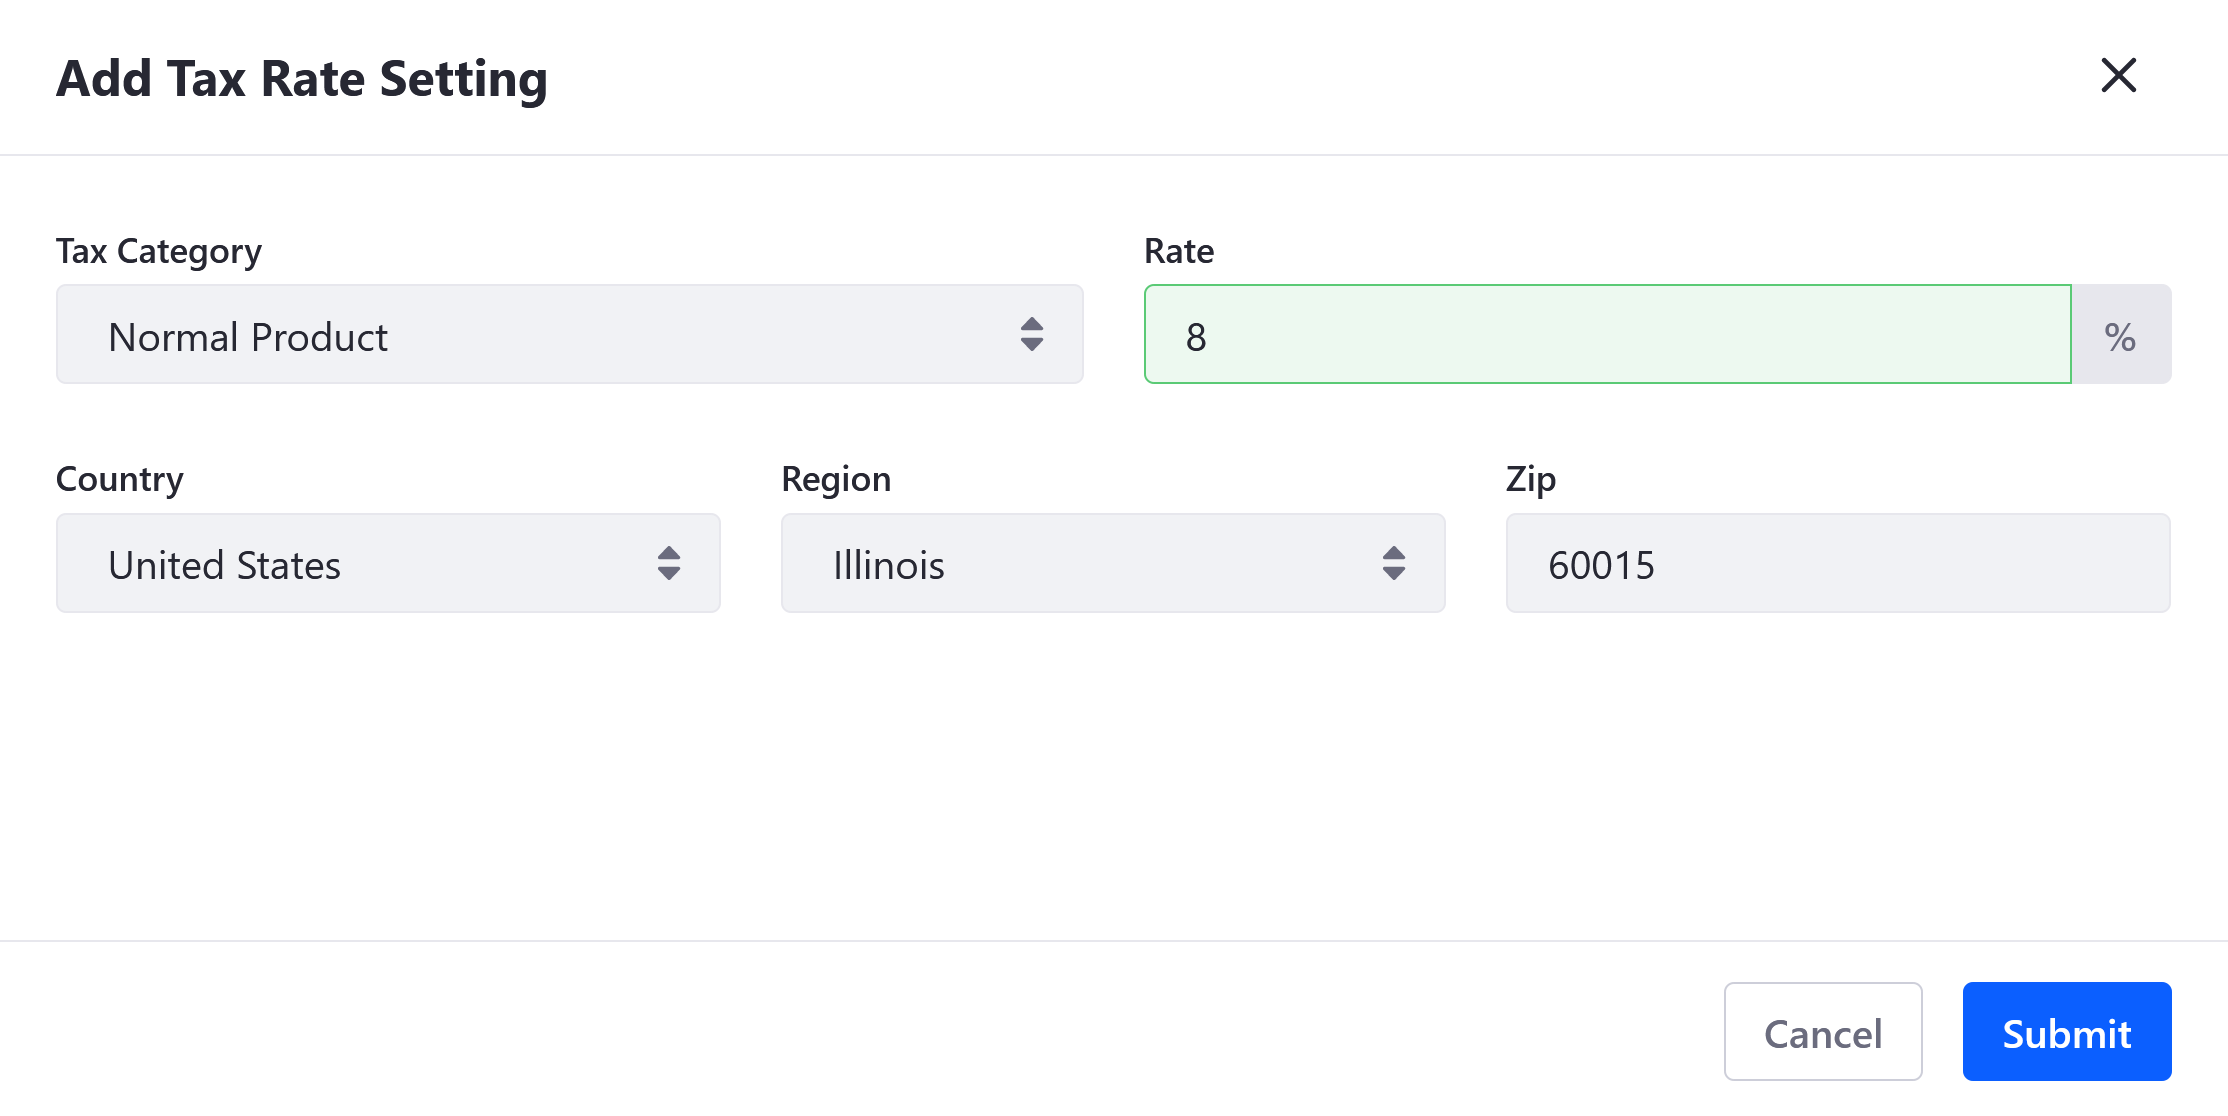 Add Tax Rate Setting
Tax Category
Rate
Normal Product
8
%
Country
Region
Zip
United States
Illinois
60015
Cancel
Submit